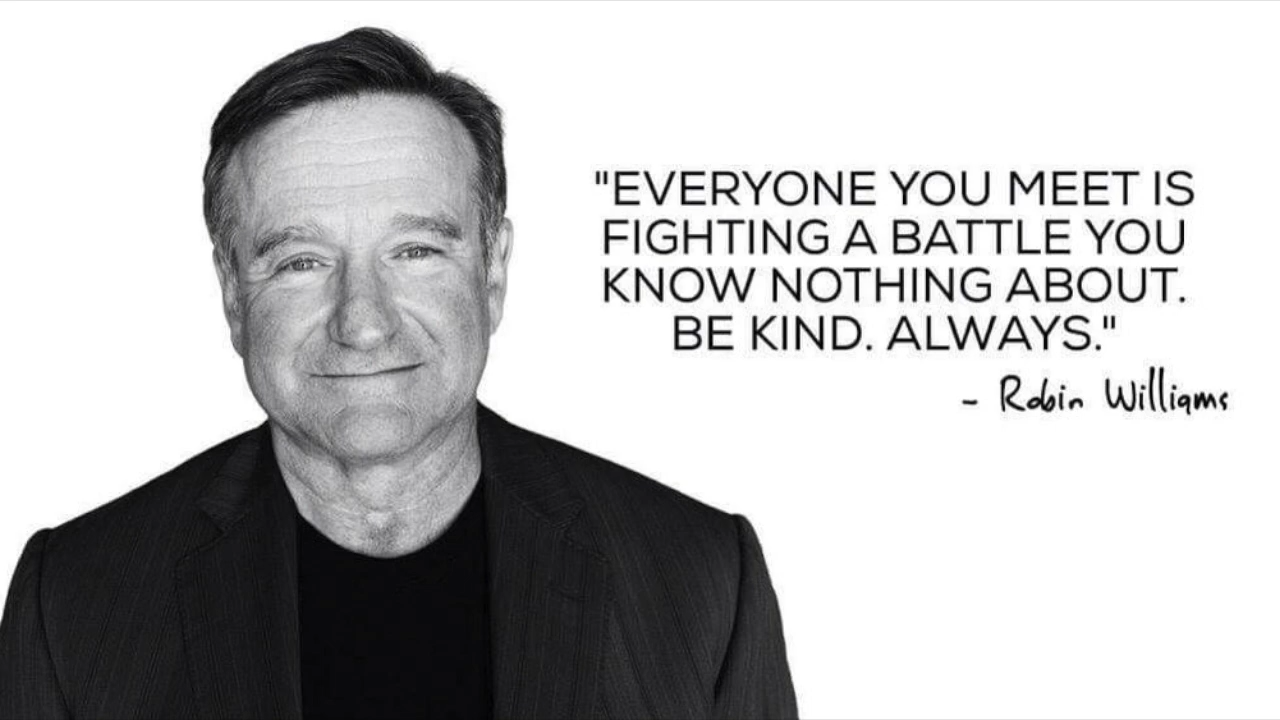 "EVERYONE YOU MEET IS
FIGHTING A BATTLE YOU
KNOW NOTHING ABOUT.
BE KIND. ALWAYS."
- Robin Williams